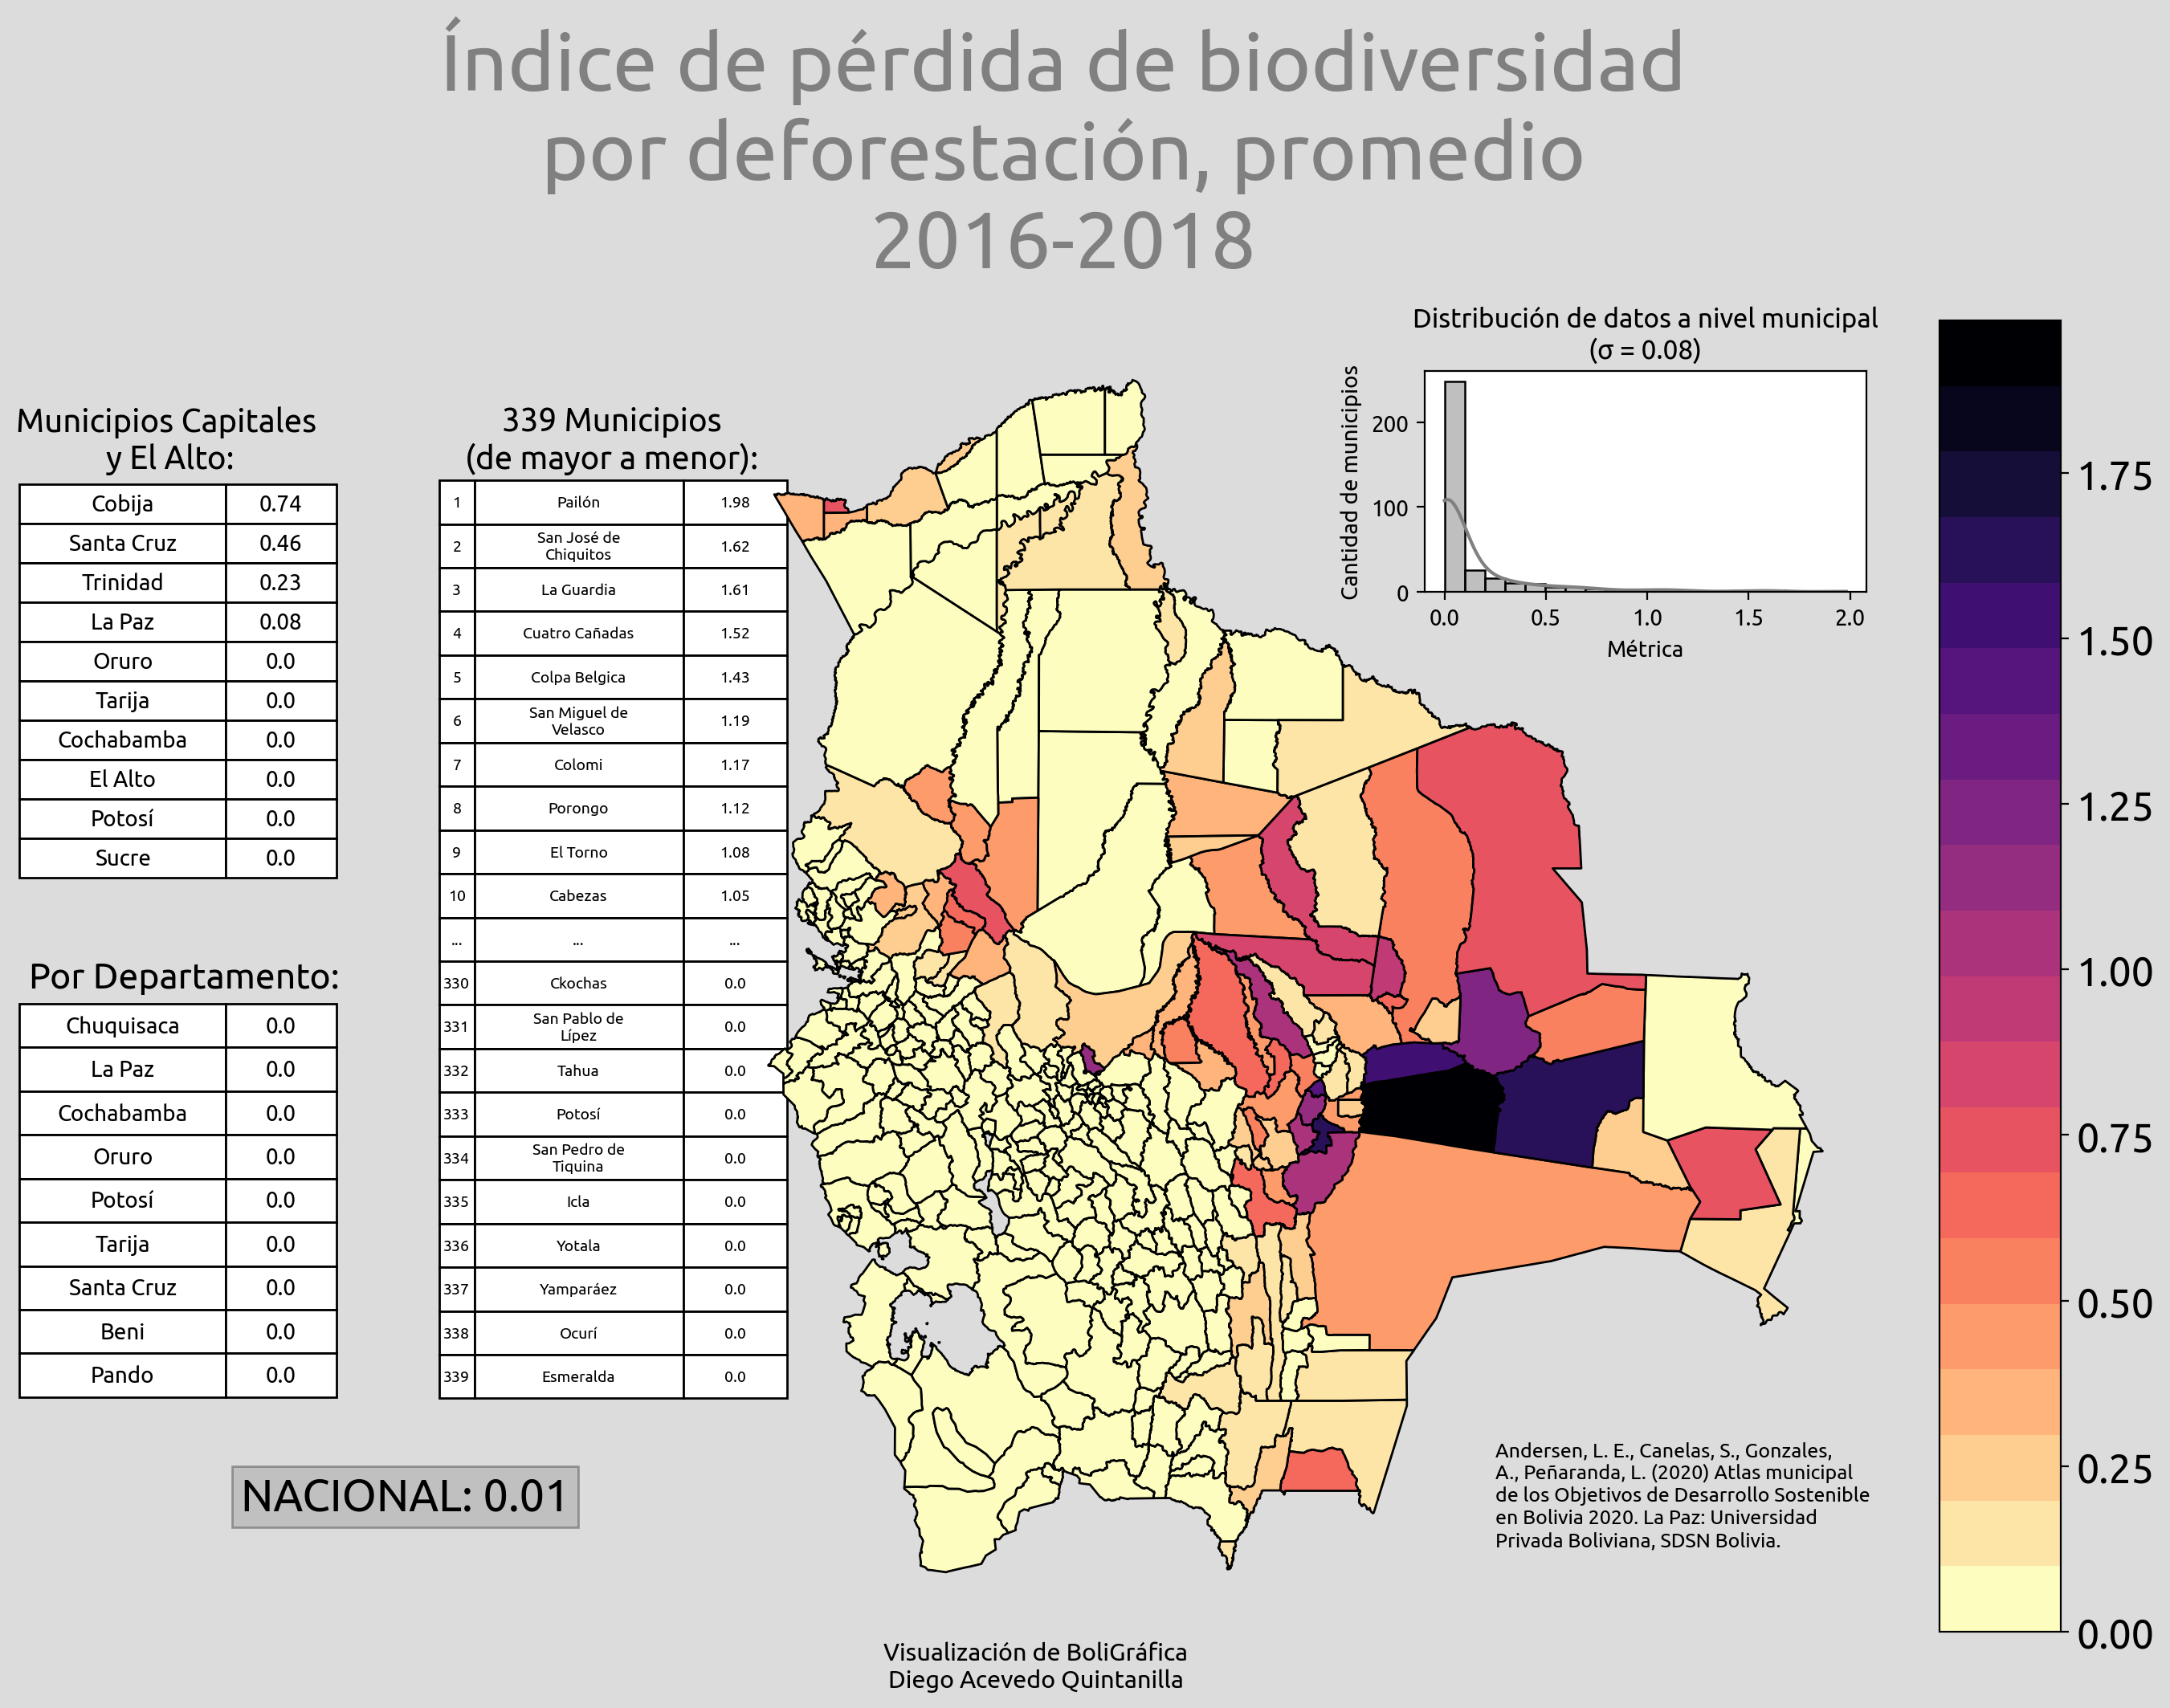 Índice de pérdida de biodiversidad
por deforestación, promedio
2016-2018
Municipios Capitales
y El Alto:
Cobija 0.74
Santa Cruz 0.46
Trinidad 0.23
La Paz 0.08
Oruro 0.0
Tarija 0.0
Cochabamba 0.0
El Alto 0.0
Potosí 0.0
Sucre 0.0
Por Departamento:
Chuquisaca 0.0
La Paz 0.0
Cochabamba 0.0
Oruro 0.0
Potosí 0.0
Tarija 0.0
Santa Cruz 0.0
Beni 0.0
Pando 0.0
NACIONAL: 0.01
339 Municipios
(de mayor a menor):
1 Pailón 1.98
2 San José de
Chiquitos 1.62
3 La Guardia 1.61
4 Cuatro Cañadas 1.52
5 Colpa Belgica 1.43
6 San Miguel de
Velasco 1.19
7 Colomi 1.17
8 Porongo 1.12
9 El Torno 1.08
10 Cabezas 1.05
... ... ...
330 Ckochas 0.0
331 San Pablo de
Lípez 0.0
332 Tahua 0.0
333 Potosí 0.0
334 San Pedro de
Tiquina 0.0
335 Icla 0.0
336 Yotala 0.0
337 Yamparáez 0.0
338 Ocurí 0.0
339 Esmeralda 0.0
Distribución de datos a nivel municipal
(σ = 0.08)
Cantidad de municipios
200
100
0
0.0 0.5 1.0 1.5 2.0
Métrica
1.75
1.50
1.25
1.00
0.75
0.50
0.25
0.00
Andersen, L. E., Canelas, S., Gonzales,
A., Peñaranda, L. (2020) Atlas municipal
de los Objetivos de Desarrollo Sostenible
en Bolivia 2020. La Paz: Universidad
Privada Boliviana, SDSN Bolivia.
Visualización de BoliGráfica
Diego Acevedo Quintanilla